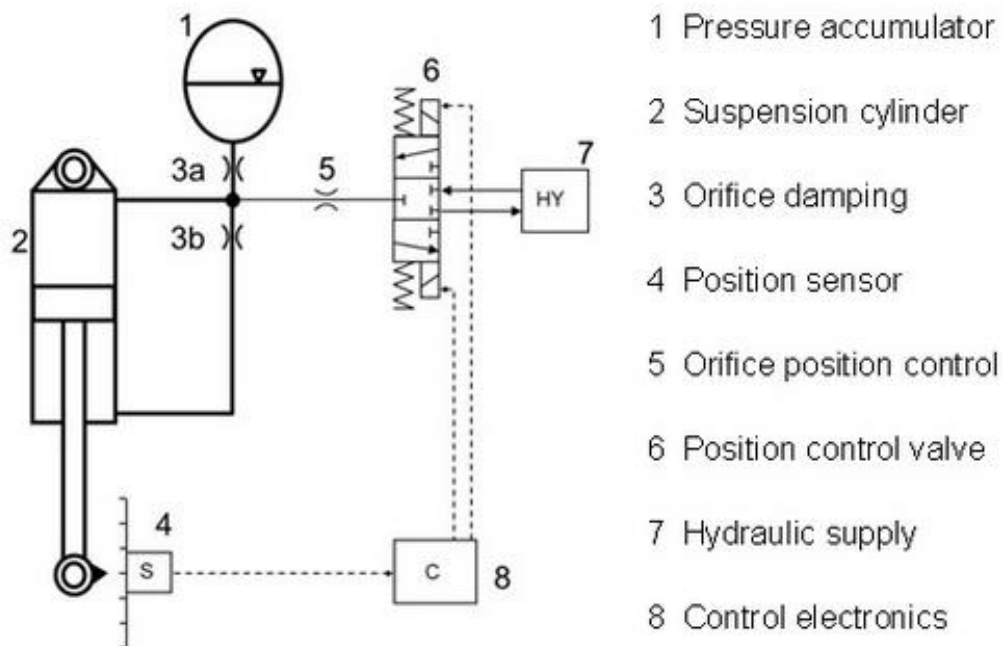 1
1 Pressure accumulator
6
2 Suspension cylinder
3a
5
7
HY
3 Orifice damping
2
3b
4 Position sensor
5 Orifice position control
6 Position control valve
4
7 Hydraulic supply
S
C
8
8 Control electronics